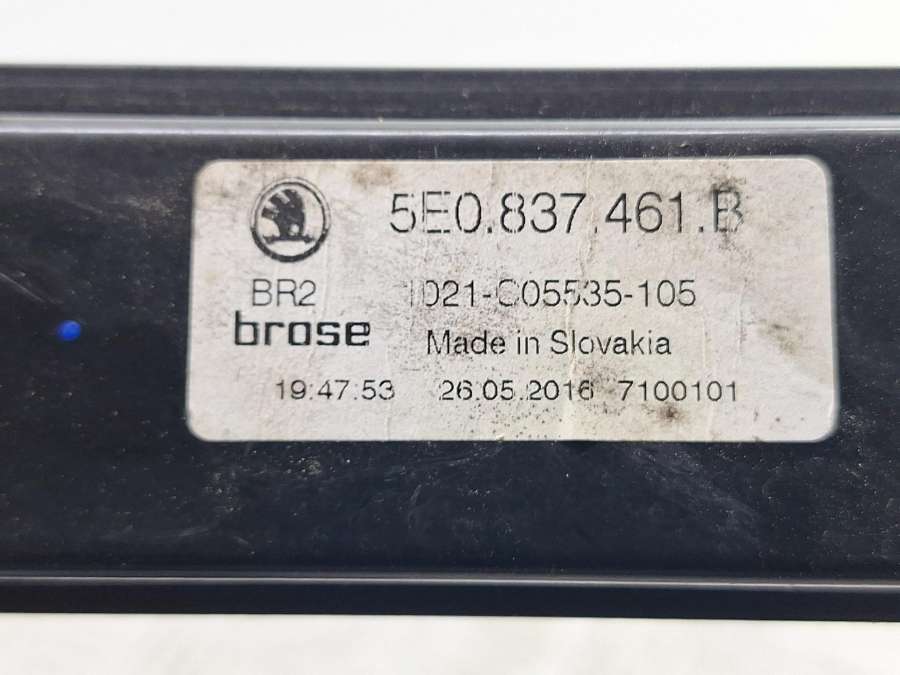 5E0.837.461.B
BR2
1021-C05535-105
brose
Made in Slovakia
19:47:53 26.05.2016 7100101